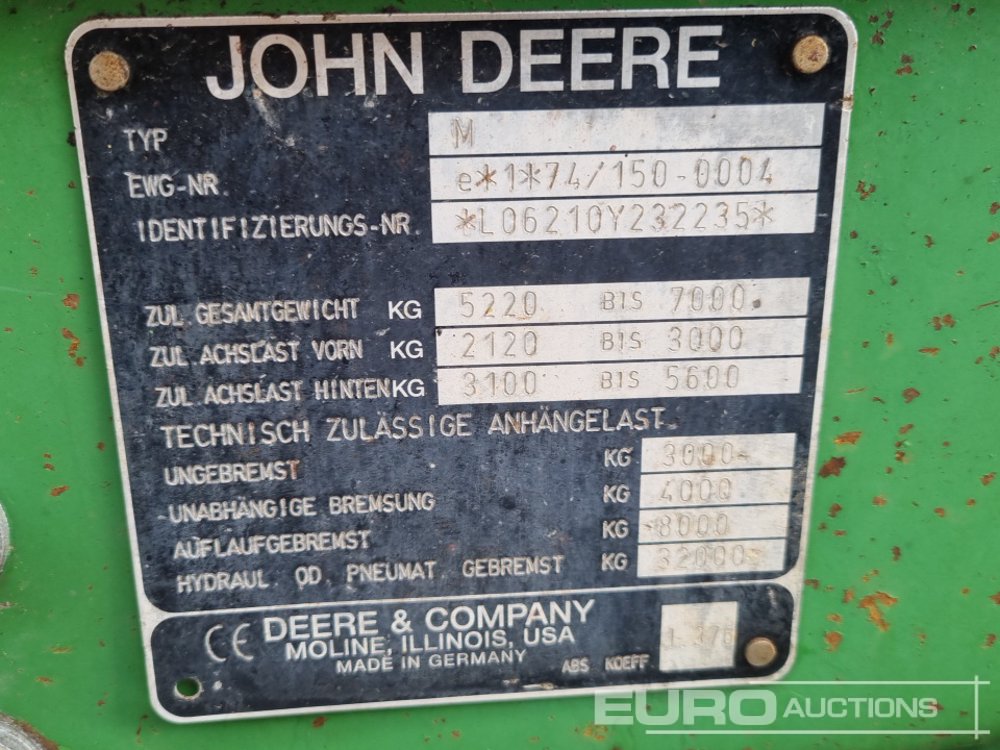 JOHN DEERE
TYP M
EWG-NR. e*1*74/150-0004
IDENTIFIZIERUNGS-NR. *L06210Y232235*
ZUL. GESAMTGEWICHT KG 5220 BIS 7000
ZUL. ACHSLAST VORN KG 2120 BIS 3000
ZUL. ACHSLAST HINTEN KG 3100 BIS 5600
TECHNISCH ZULÄSSIGE ANHÄNGELAST
UNGEBREMST KG 3000
UNABHÄNGIGE BREMSUNG KG 4000
AUFLAUFGEBREMST KG 8000
HYDRAUL. OD. PNEUMAT. GEBREMST KG 32000
CE DEERE & COMPANY
MOLINE, ILLINOIS, USA
MADE IN GERMANY
ABS. KOEFF.
EURO AUCTIONS